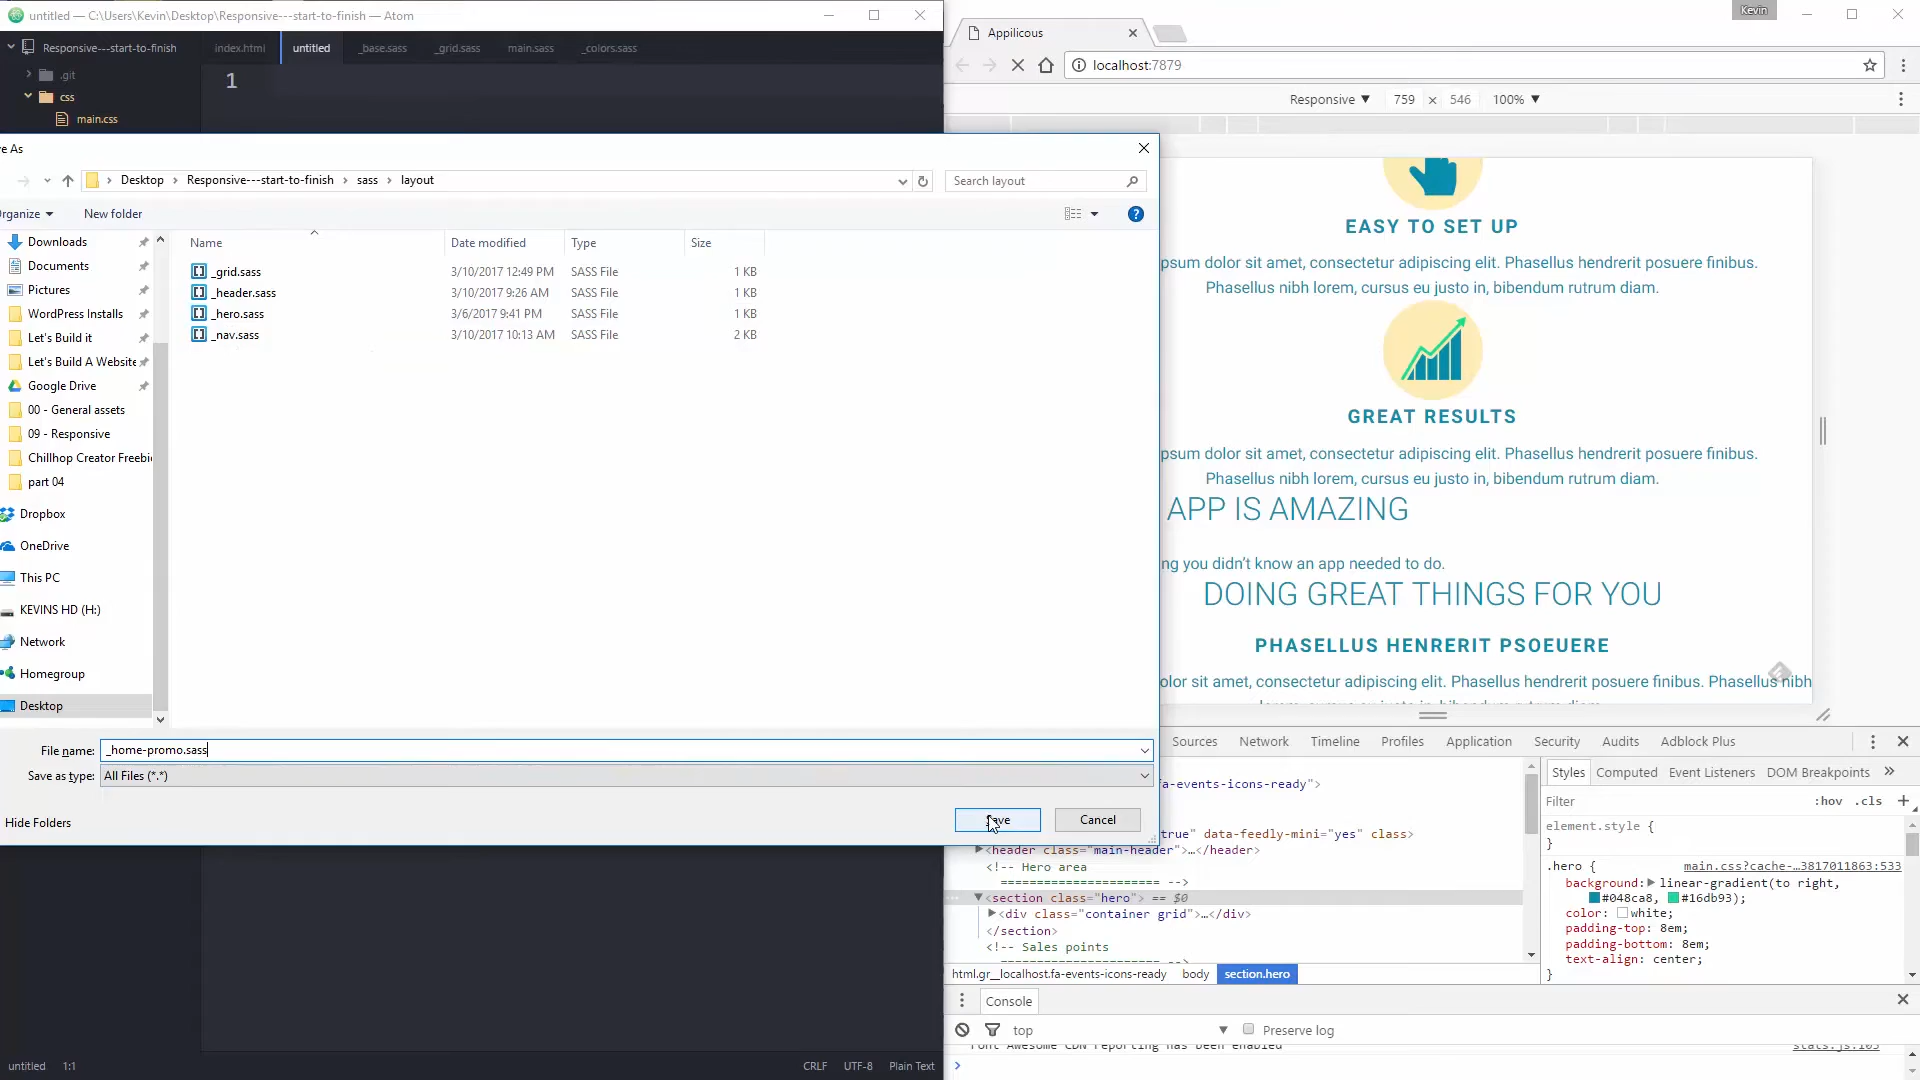 untitled — C:\Users\Kevin\Desktop\Responsive---start-to-finish — Atom
Responsive---start-to-finish
index.html
untitled
_base.sass
_grid.sass
main.sass
_colors.sass
.git
css
main.css
1
Kevin
Appilicous
localhost:7879
Responsive
759
×
546
100%
e As
Desktop
Responsive---start-to-finish
sass
layout
Search layout
rganize
New folder
Name
Date modified
Type
Size
Downloads
Documents
Pictures
WordPress Installs
Let's Build it
Let's Build A Website
Google Drive
00 - General assets
09 - Responsive
Chillhop Creator Freebi
part 04
Dropbox
OneDrive
This PC
KEVINS HD (H:)
Network
Homegroup
Desktop
_grid.sass 3/10/2017 12:49 PM SASS File 1 KB
_header.sass 3/10/2017 9:26 AM SASS File 1 KB
_hero.sass 3/6/2017 9:41 PM SASS File 1 KB
_nav.sass 3/10/2017 10:13 AM SASS File 2 KB
File name: _home-promo.sass
Save as type: All Files (*.*)
Hide Folders
Cancel
EASY TO SET UP
psum dolor sit amet, consectetur adipiscing elit. Phasellus hendrerit posuere finibus.
Phasellus nibh lorem, cursus eu justo in, bibendum rutrum diam.
GREAT RESULTS
psum dolor sit amet, consectetur adipiscing elit. Phasellus hendrerit posuere finibus.
Phasellus nibh lorem, cursus eu justo in, bibendum rutrum diam.
APP IS AMAZING
ng you didn’t know an app needed to do.
DOING GREAT THINGS FOR YOU
PHASELLUS HENRERIT PSOEUERE
olor sit amet, consectetur adipiscing elit. Phasellus hendrerit posuere finibus. Phasellus nibh
Sources
Network
Timeline
Profiles
Application
Security
Audits
Adblock Plus
fa-events-icons-ready">
true" data-feedly-mini="yes" class>
<header class="main-header">…</header>
<!-- Hero area
====================== -->
<section class="hero"> == $0
<div class="container grid">…</div>
</section>
<!-- Sales points
html.gr__localhost.fa-events-icons-ready
body
section.hero
Styles
Computed
Event Listeners
DOM Breakpoints
Filter
:hov
.cls
element.style {
}
.hero {
main.css?cache-…3817011863:533
background: linear-gradient(to right,
#048ca8, #16db93);
color: white;
padding-top: 8em;
padding-bottom: 8em;
text-align: center;
}
Console
top
Preserve log
Font Awesome CDN reporting has been enabled
stats.js:103
untitled
1:1
CRLF
UTF-8
Plain Text